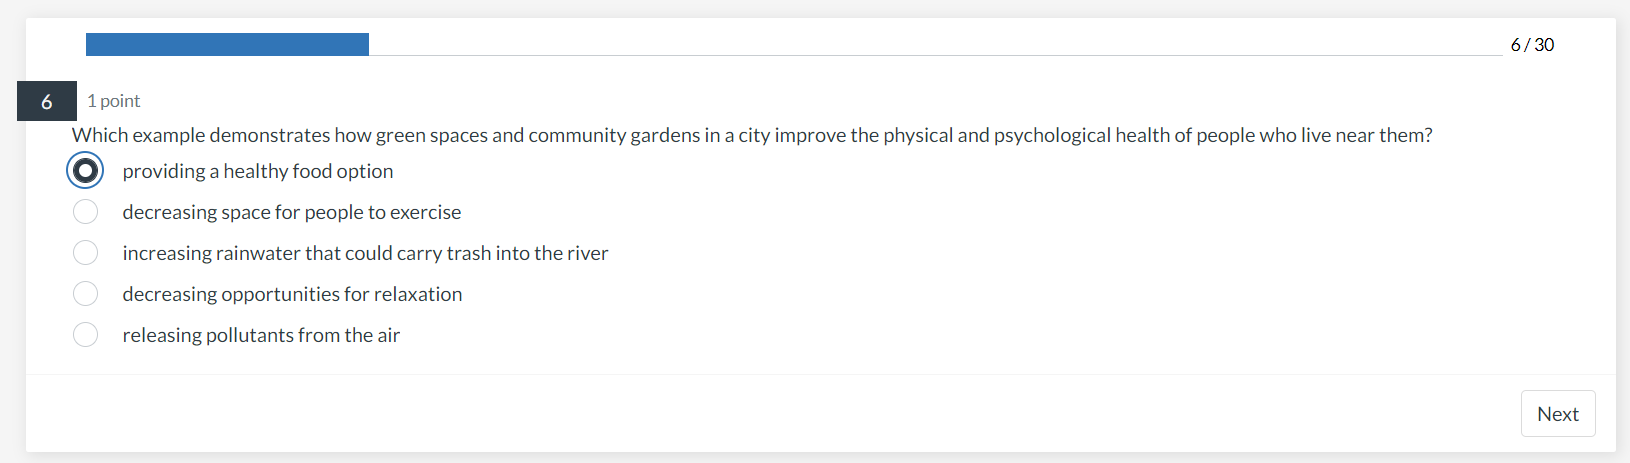 6 / 30
6
1 point
Which example demonstrates how green spaces and community gardens in a city improve the physical and psychological health of people who live near them?
providing a healthy food option
decreasing space for people to exercise
increasing rainwater that could carry trash into the river
decreasing opportunities for relaxation
releasing pollutants from the air
Next